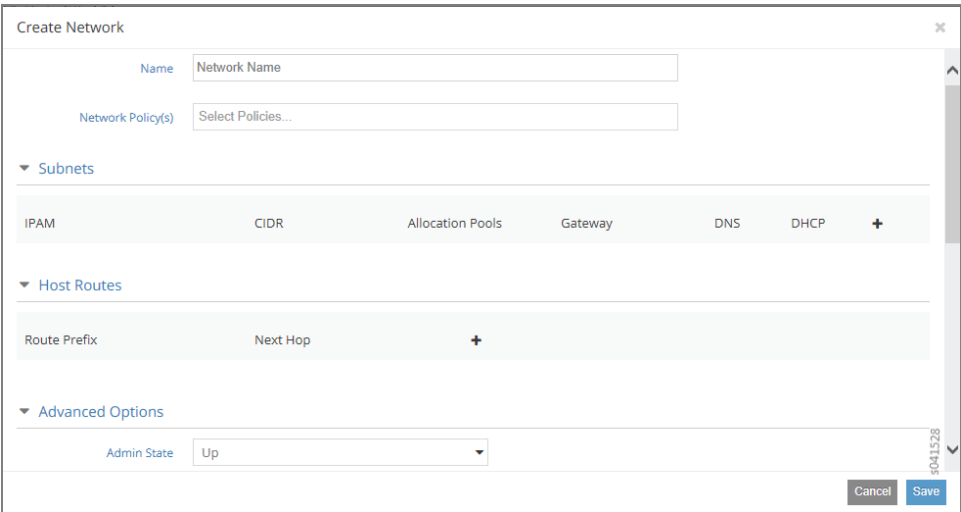 Create Network
Name Network Name
Network Policy(s) Select Policies...
Subnets
IPAM CIDR Allocation Pools Gateway DNS DHCP +
Host Routes
Route Prefix Next Hop +
Advanced Options
Admin State Up
s041528
Cancel Save